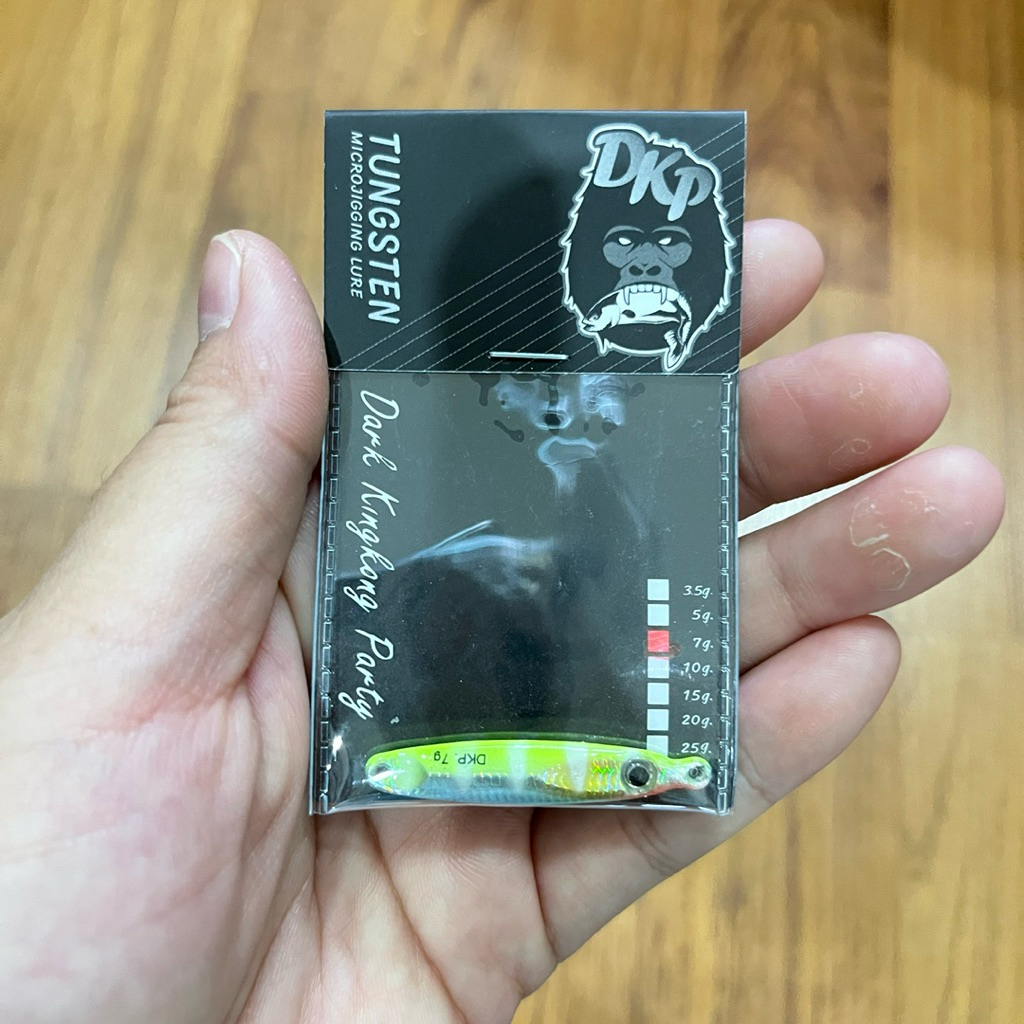 DKP
TUNGSTEN
MICROJIGGING LURE
Dark Kingkong Party
3.5g.
5g.
7g.
10g.
15g.
20g.
25g.
DKP. 7g